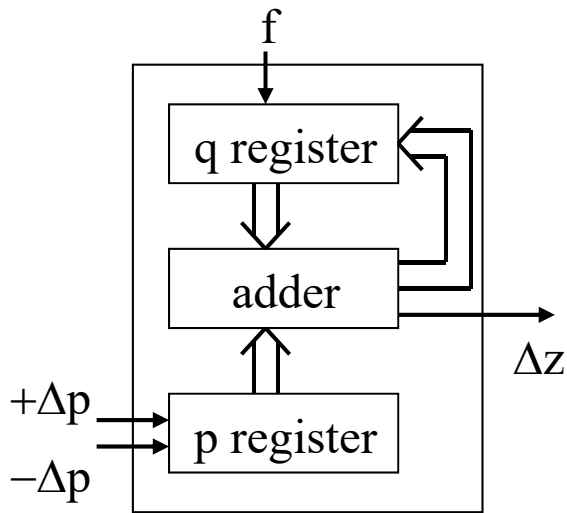 f
q register
adder
Δz
+Δp
p register
−Δp